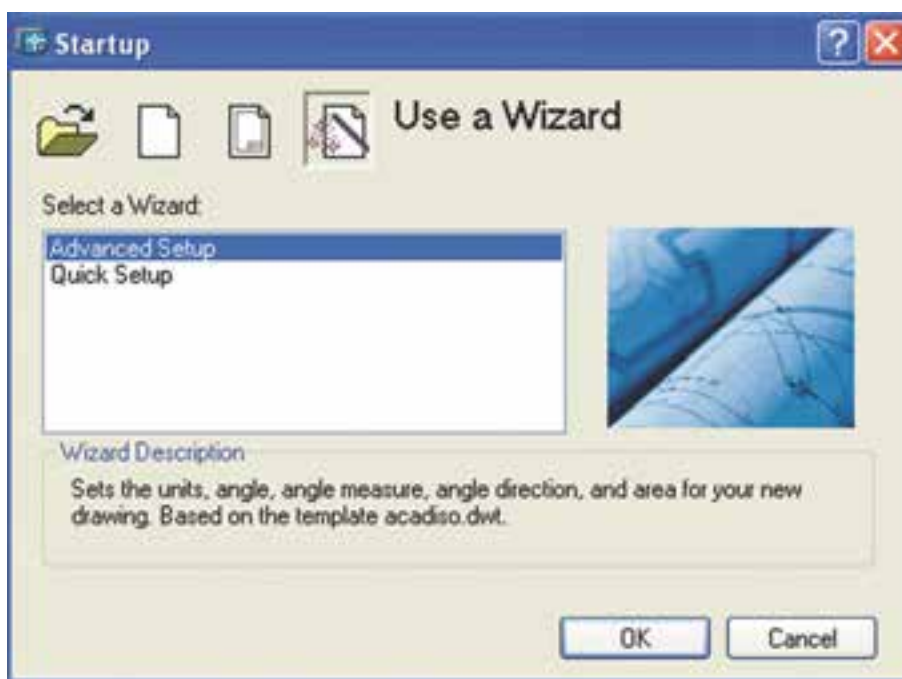 Startup
Use a Wizard
Select a Wizard:
Advanced Setup
Quick Setup
Wizard Description
Sets the units, angle, angle measure, angle direction, and area for your new
drawing. Based on the template acadiso.dwt.
OK
Cancel